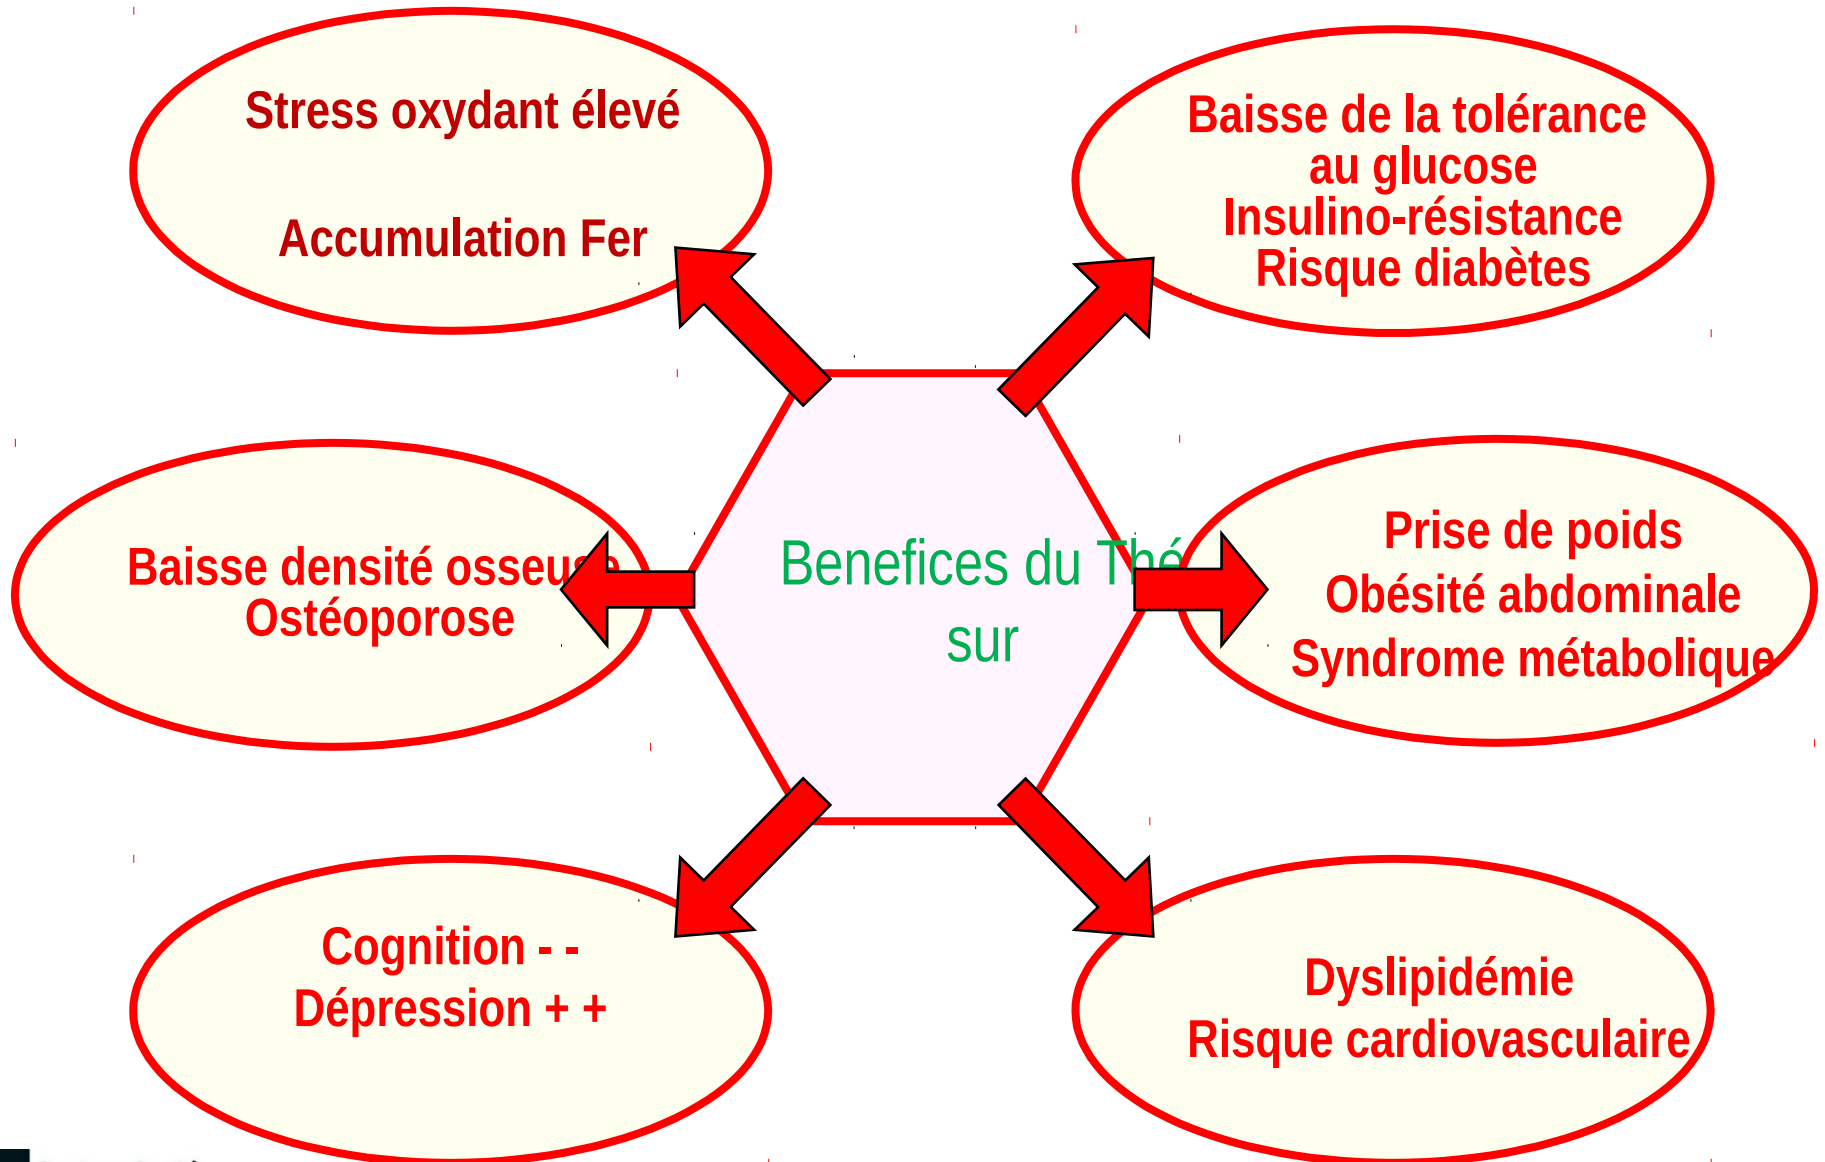 Stress oxydant élevé
Accumulation Fer
Baisse de la tolérance
au glucose
Insulino-résistance
Risque diabètes
Baisse densité osseuse
Ostéoporose
Benefices du Thé
sur
Prise de poids
Obésité abdominale
Syndrome métabolique
Cognition - -
Dépression + +
Dyslipidémie
Risque cardiovasculaire